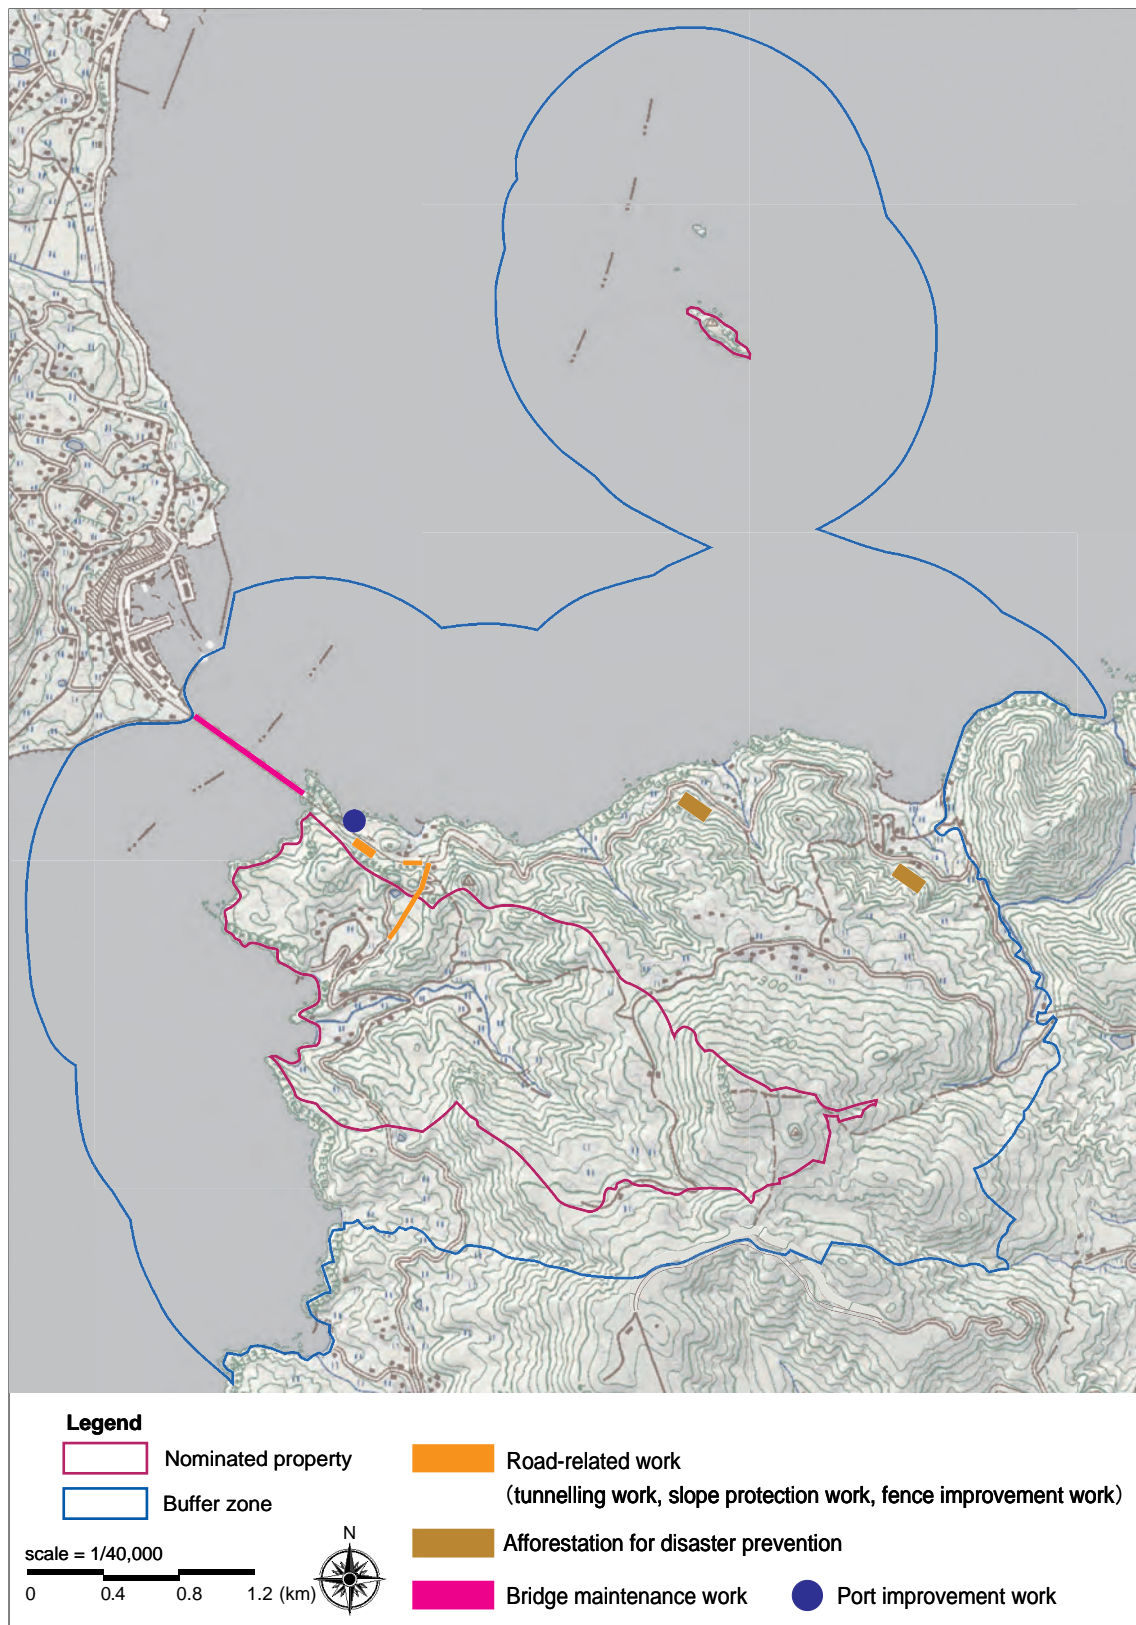 Legend
Nominated property
Buffer zone
scale = 1/40,000
0 0.4 0.8 1.2 (km)
N
Road-related work
（tunnelling work, slope protection work, fence improvement work）
Afforestation for disaster prevention
Bridge maintenance work
Port improvement work